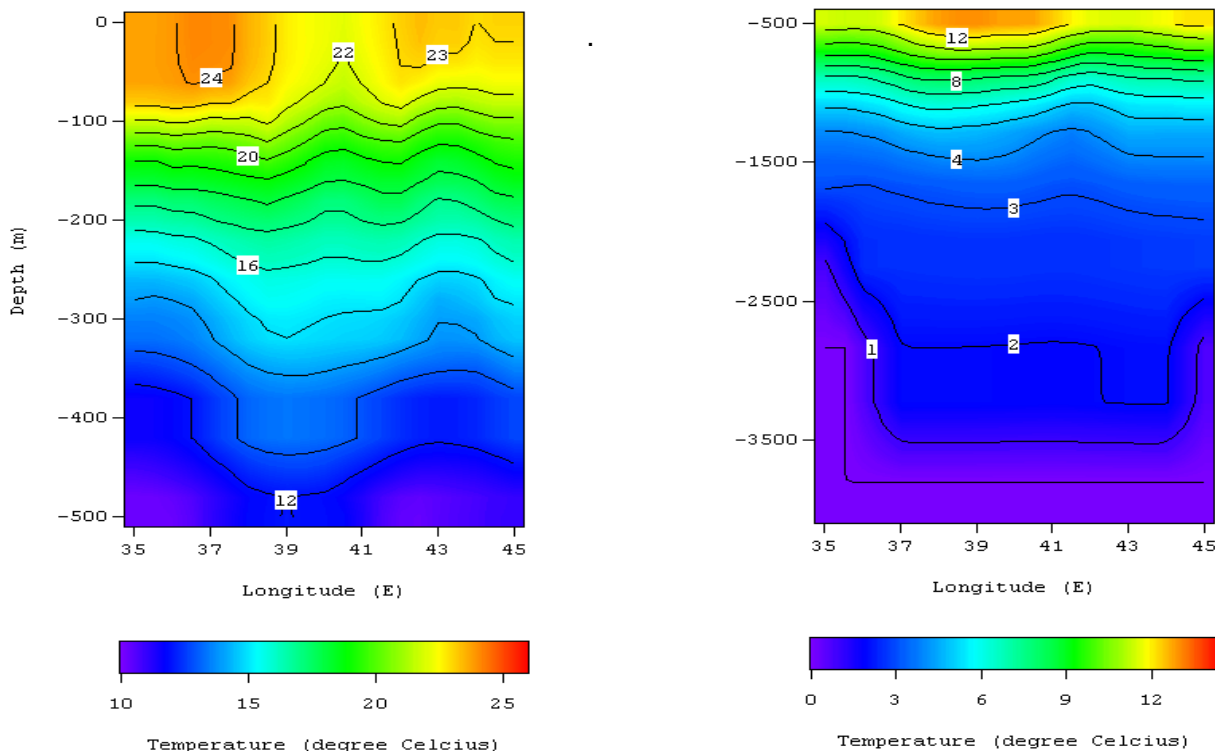 0
-100
-200
-300
-400
-500
Depth (m)
24
22
23
20
16
12
35 37 39 41 43 45
Longitude (E)
10 15 20 25
Temperature (degree Celcius)
.
-500
-1500
-2500
-3500
12
8
4
3
2
1
35 37 39 41 43 45
Longitude (E)
0 3 6 9 12
Temperature (degree Celcius)